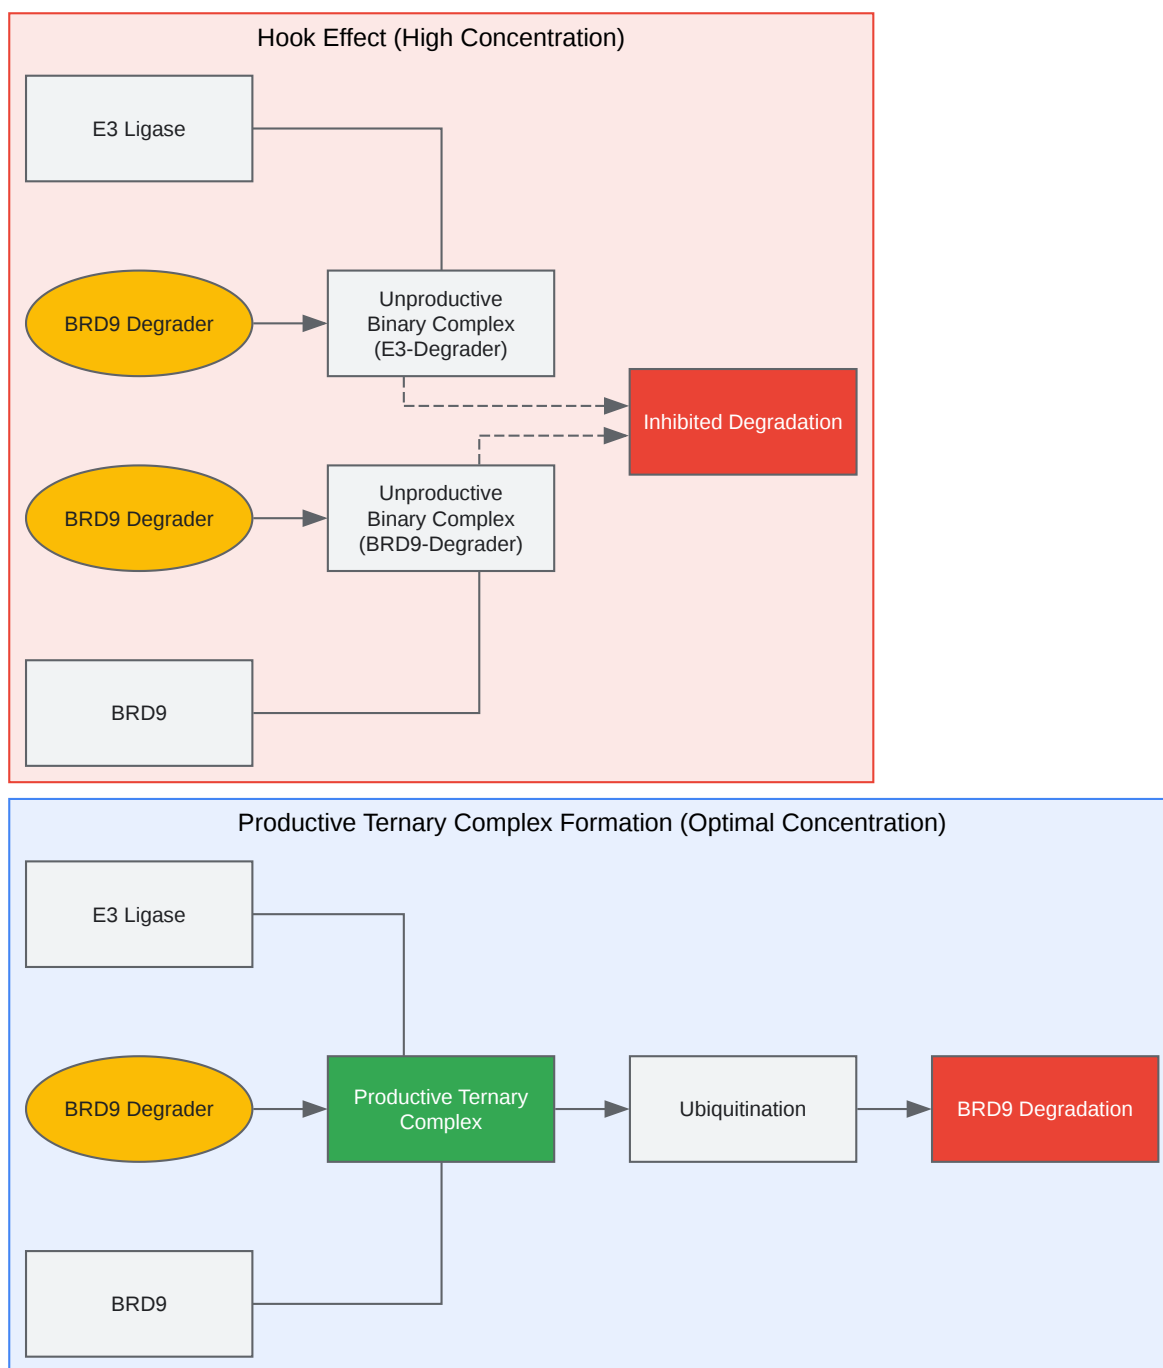 Hook Effect (High Concentration)
E3 Ligase
BRD9 Degrader
Unproductive
Binary Complex
(E3-Degrader)
Inhibited Degradation
BRD9 Degrader
Unproductive
Binary Complex
(BRD9-Degrader)
BRD9
Productive Ternary Complex Formation (Optimal Concentration)
E3 Ligase
BRD9 Degrader
Productive Ternary
Complex
Ubiquitination
BRD9 Degradation
BRD9